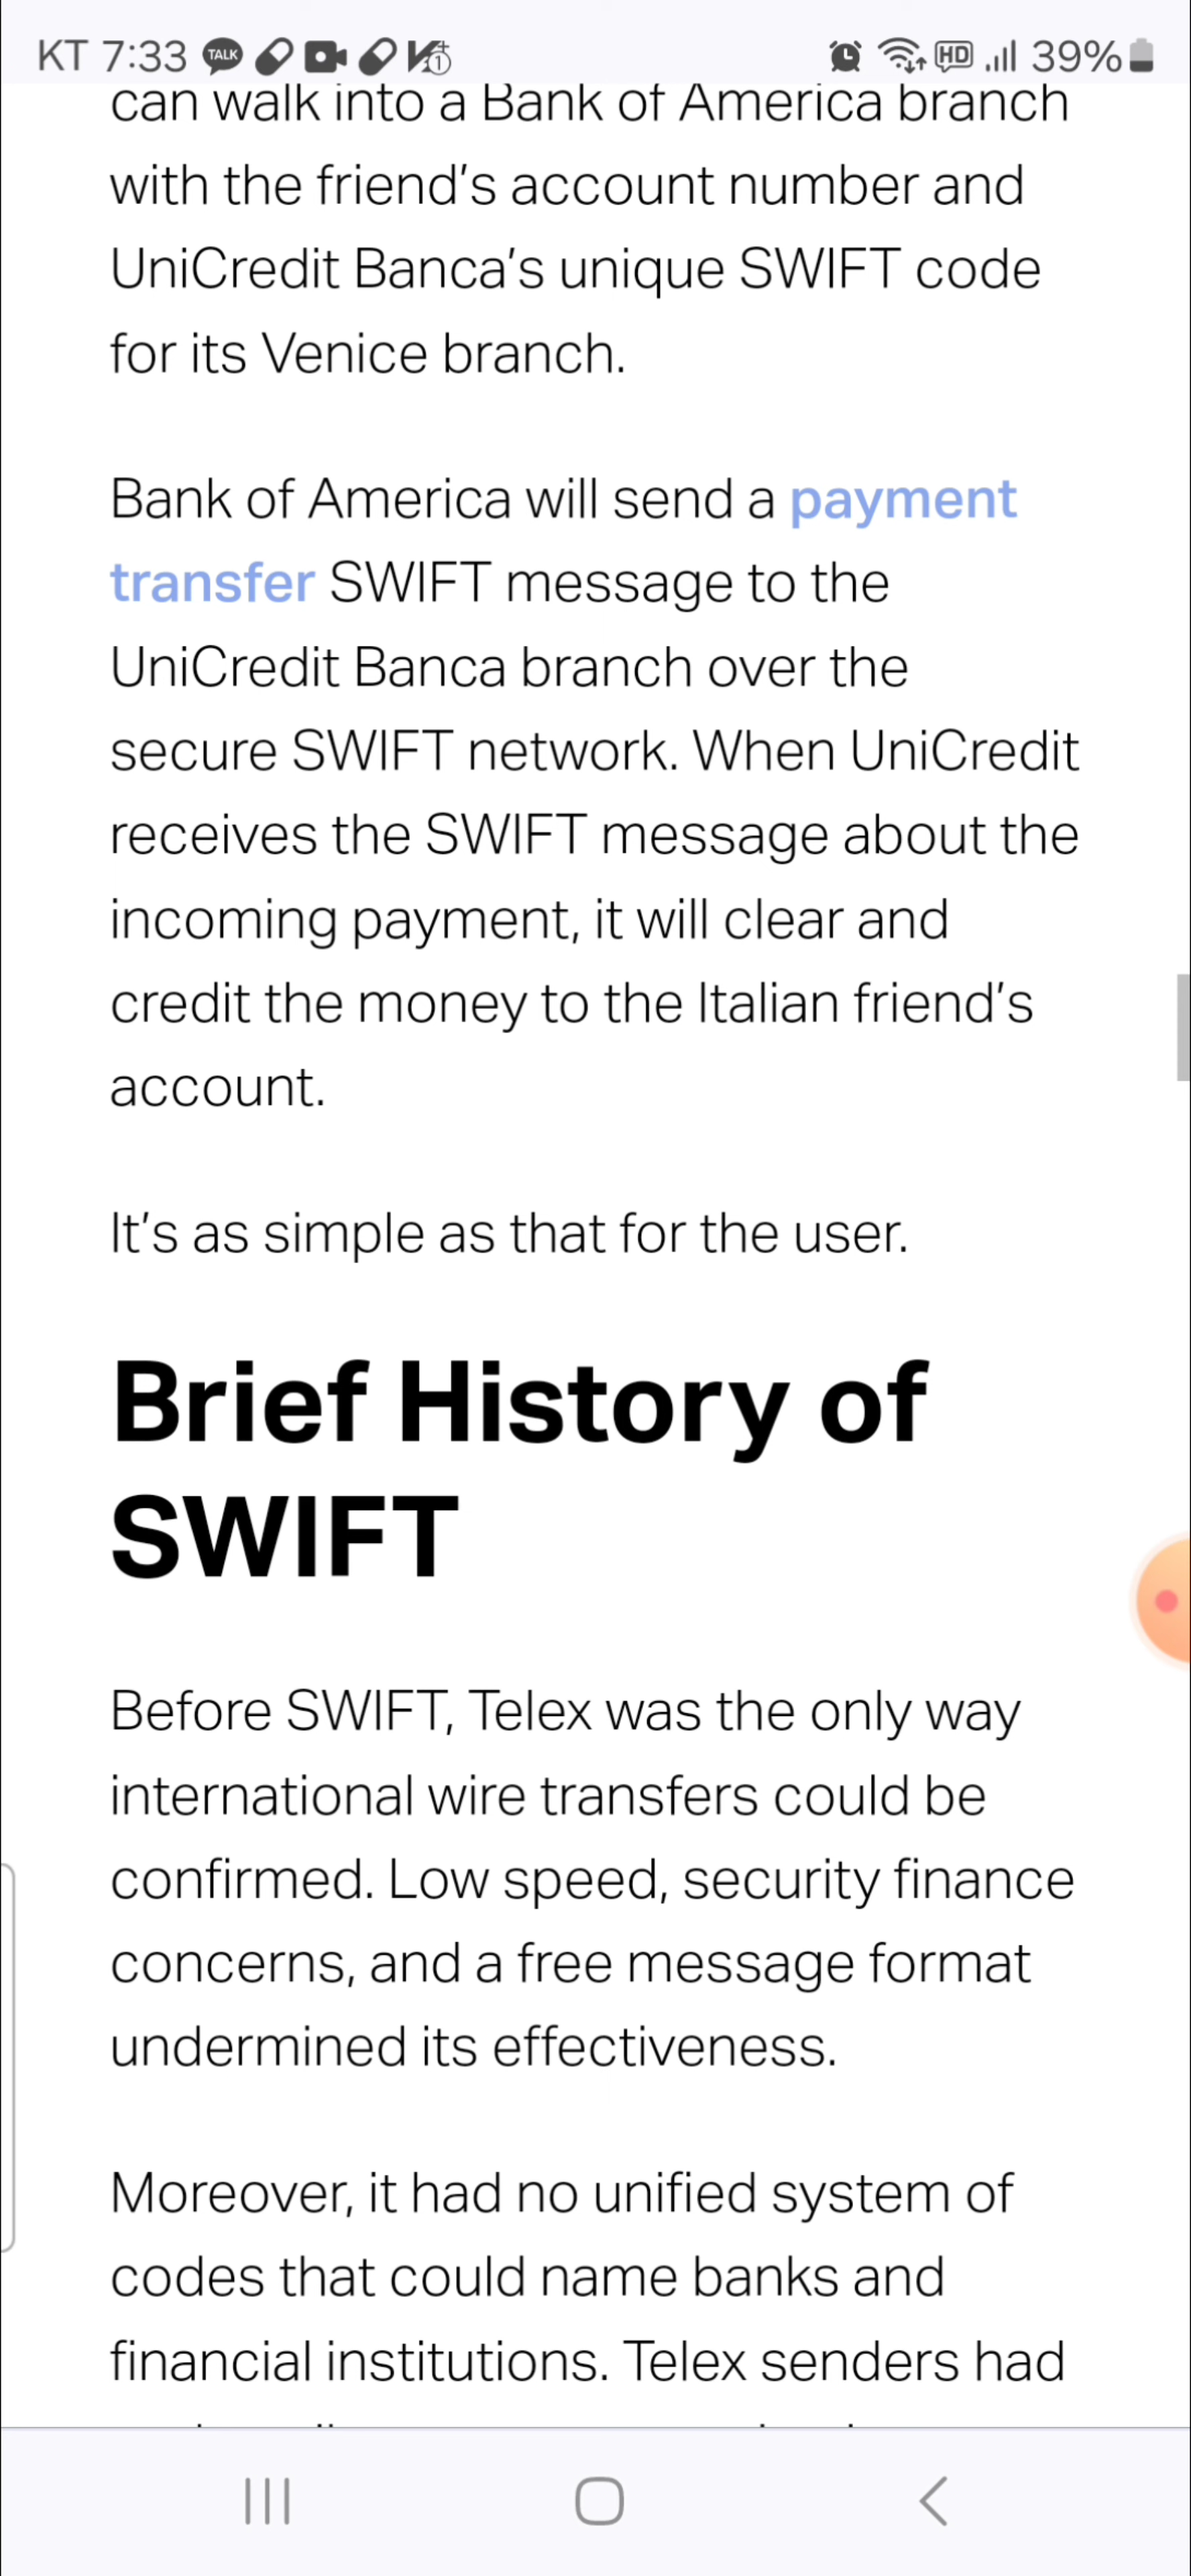 KT 7:33 TALK 1 HD 39%
can walk into a Bank of America branch
with the friend’s account number and
UniCredit Banca’s unique SWIFT code
for its Venice branch.
Bank of America will send a payment
transfer SWIFT message to the
UniCredit Banca branch over the
secure SWIFT network. When UniCredit
receives the SWIFT message about the
incoming payment, it will clear and
credit the money to the Italian friend’s
account.
It’s as simple as that for the user.
Brief History of
SWIFT
Before SWIFT, Telex was the only way
international wire transfers could be
confirmed. Low speed, security finance
concerns, and a free message format
undermined its effectiveness.
Moreover, it had no unified system of
codes that could name banks and
financial institutions. Telex senders had